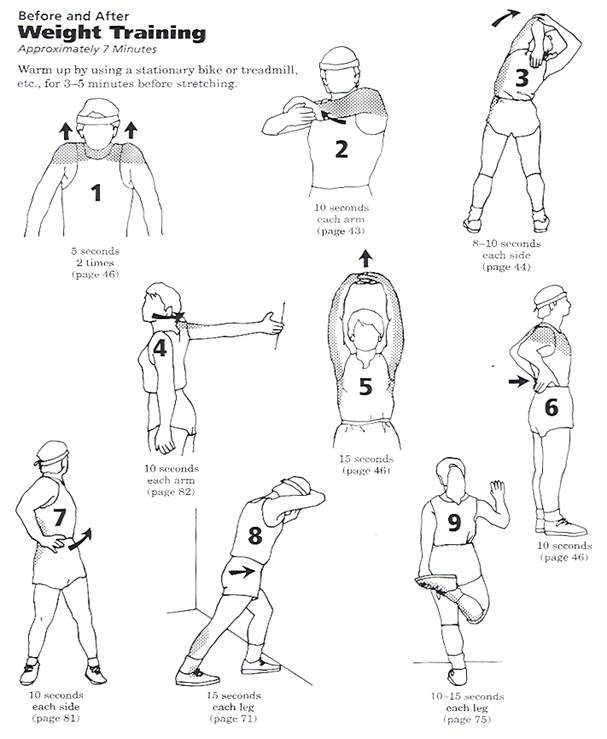 Before and After
Weight Training
Approximately 7 Minutes
Warm up by using a stationary bike or treadmill,
etc., for 3–5 minutes before stretching.
1
5 seconds
2 times
(page 46)
2
10 seconds
each arm
(page 43)
3
8–10 seconds
each side
(page 44)
4
10 seconds
each arm
(page 82)
5
15 seconds
(page 46)
6
10 seconds
(page 46)
7
10 seconds
each side
(page 81)
8
15 seconds
each leg
(page 71)
9
10–15 seconds
each leg
(page 75)